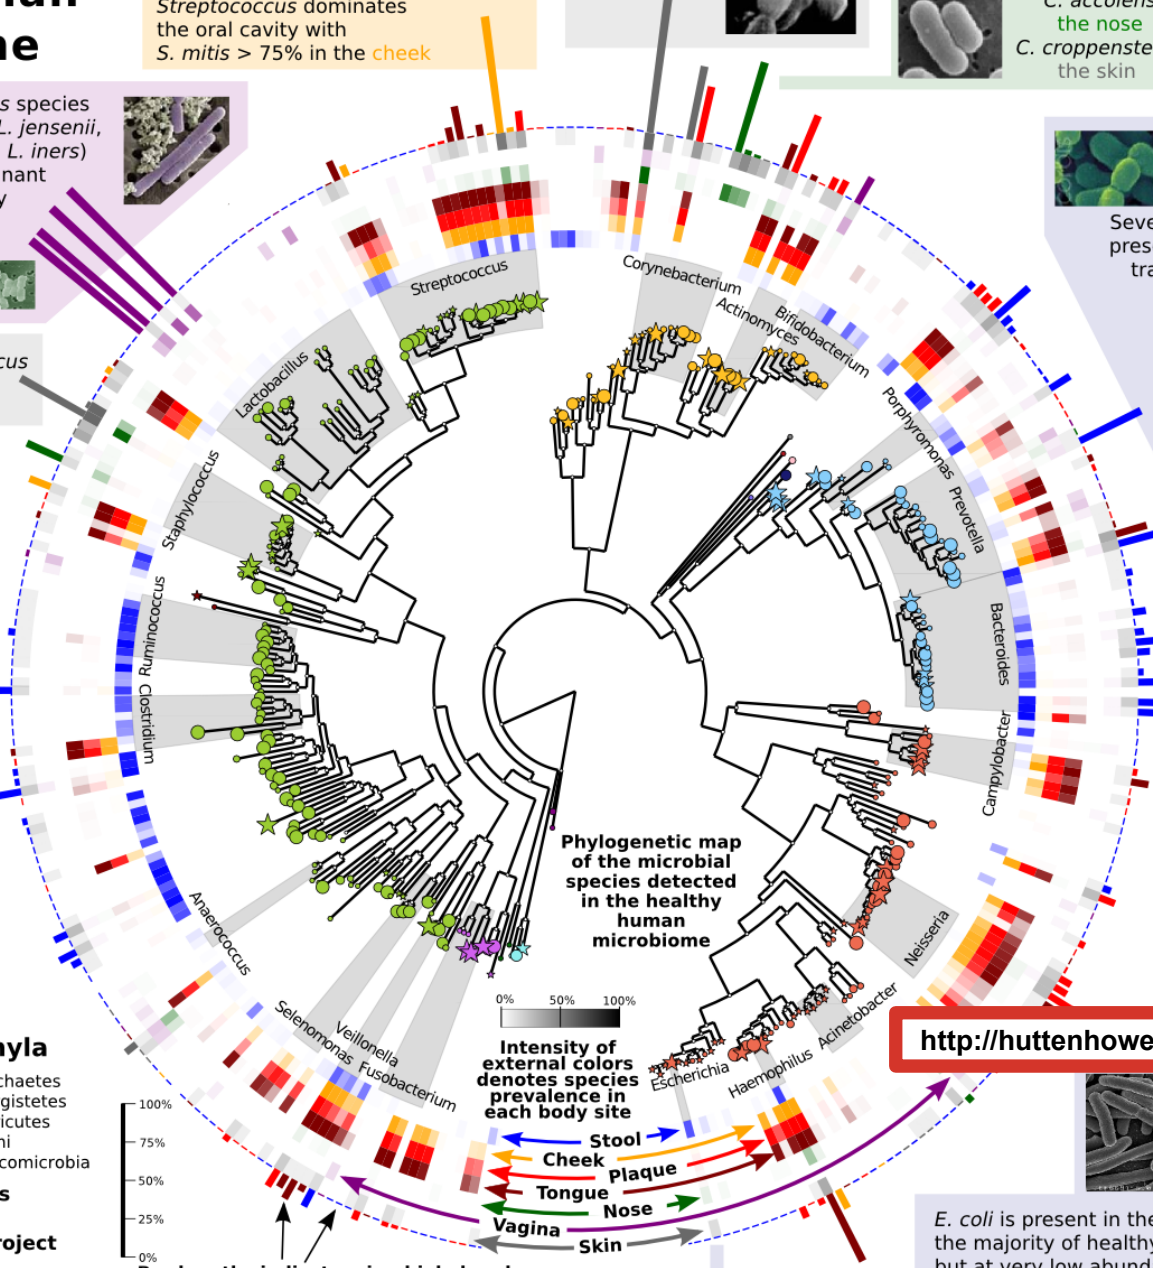 ne
Streptococcus dominates
the oral cavity with
S. mitis > 75% in the cheek
the nose
C. croppenste
the skin
s species
L. jensenii,
L. iners)
nant
y
Seve
pres
tra
cus
Streptococcus
Corynebacterium
Actinomyces
Bifidobacterium
Lactobacillus
Porphyromonas
Prevotella
Staphylococcus
Ruminococcus
Bacteroides
Clostridium
Campylobacter
Phylogenetic map
of the microbial
species detected
in the healthy
human
microbiome
Anaerococcus
Neisseria
Selenomonas
Veillonella
Fusobacterium
0% 50% 100%
Intensity of
external colors
denotes species
prevalence in
each body site
Escherichia
Haemophilus
Acinetobacter
http://huttenhowe
hyla
chaetes
rgistetes
icutes
hi
comicrobia
s
roject
100%
75%
50%
25%
0%
Stool
Cheek
Plaque
Tongue
Nose
Vagina
Skin
E. coli is present in the
the majority of healthy